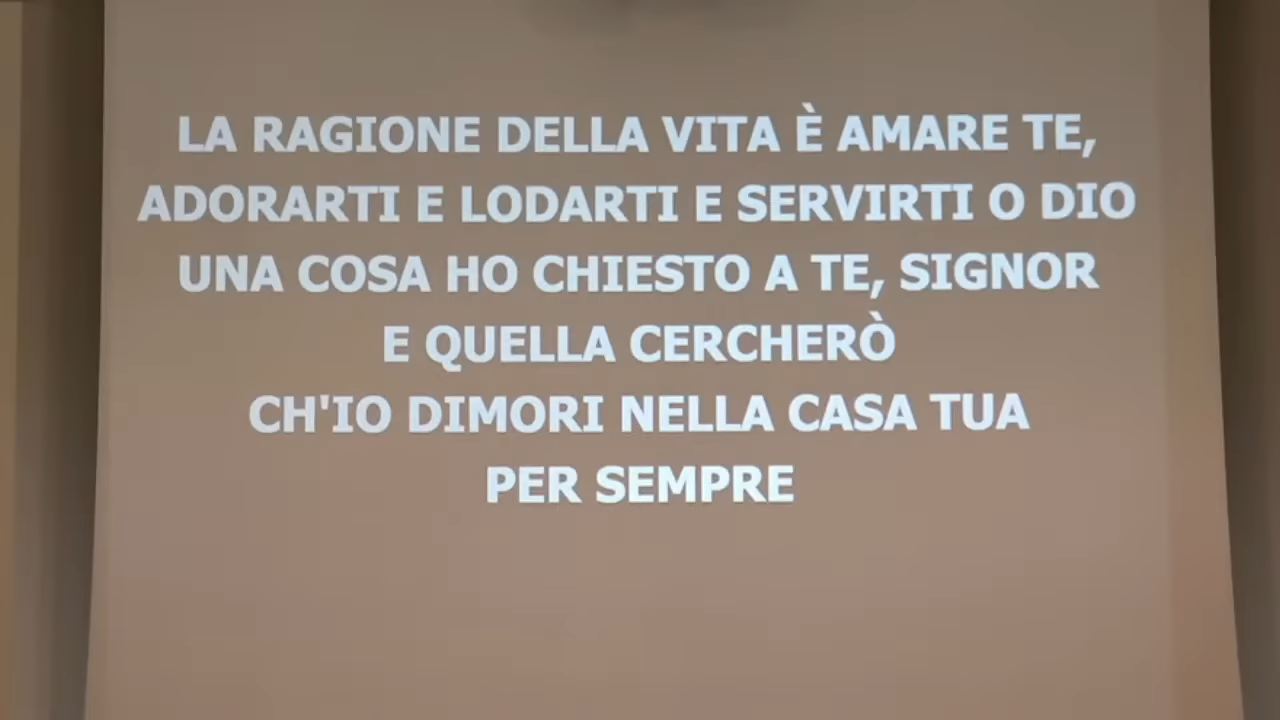 LA RAGIONE DELLA VITA È AMARE TE,
ADORARTI E LODARTI E SERVIRTI O DIO
UNA COSA HO CHIESTO A TE, SIGNOR
E QUELLA CERCHERÒ
CH'IO DIMORI NELLA CASA TUA
PER SEMPRE